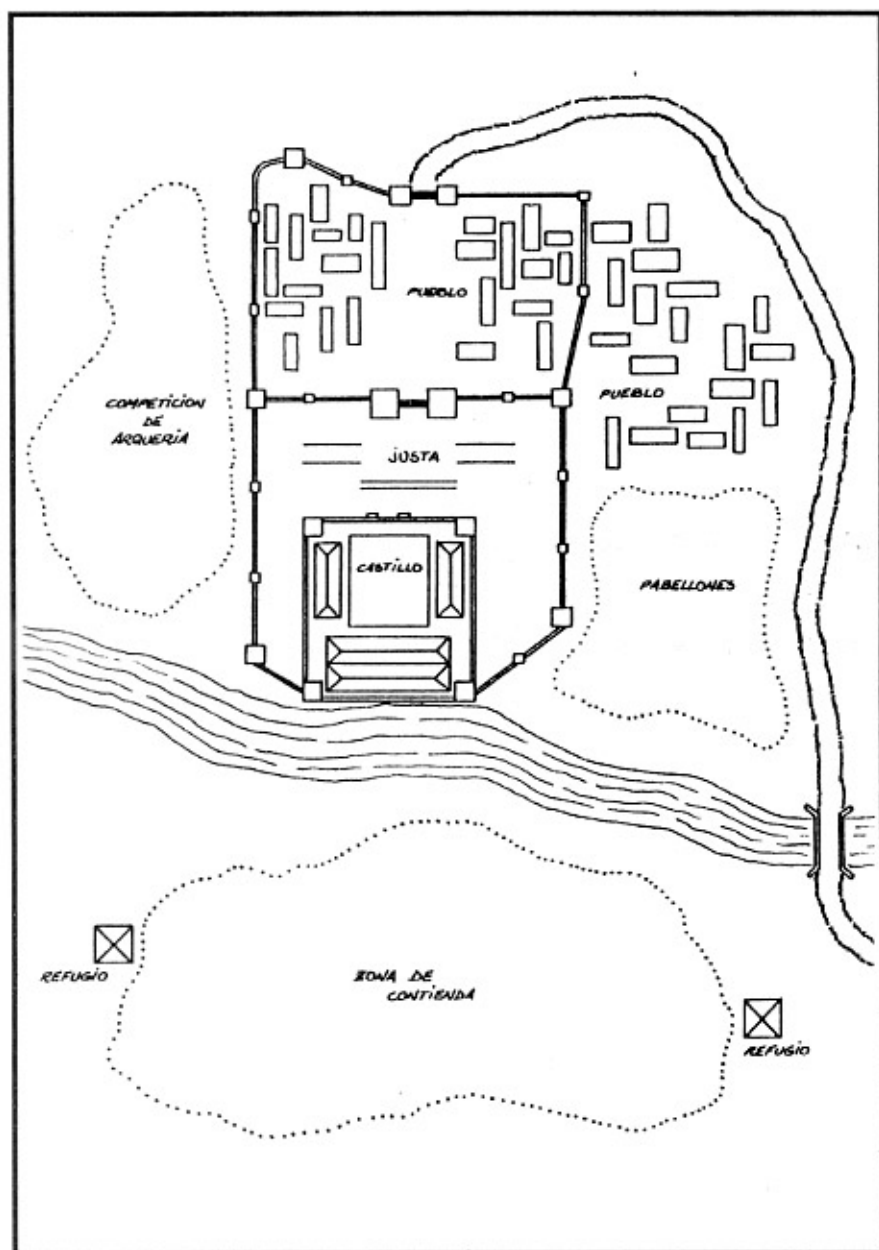 PUEBLO
COMPETICION
DE
ARQUERIA
PUEBLO
JUSTA
CASTILLO
PABELLONES
REFUGIO
ZONA DE
CONTIENDA
REFUGIO